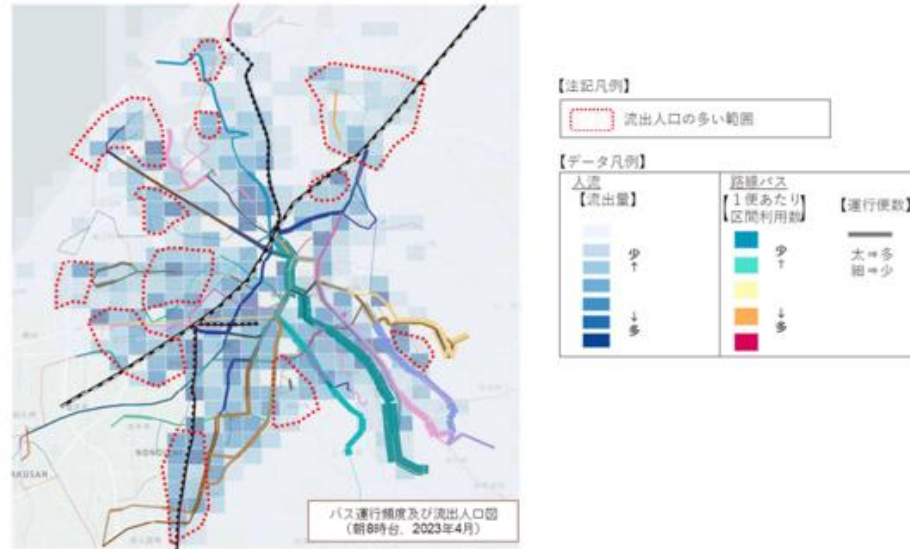 【注記凡例】
流出人口の多い範囲
【データ凡例】
人流
【流出量】
少
↑
↓
多
路線バス
【1便あたり
区間利用数】
少
↑
↓
多
【運行便数】
太⇒多
細⇒少
バス運行頻度及び流出人口図
(朝8時台、2023年4月)